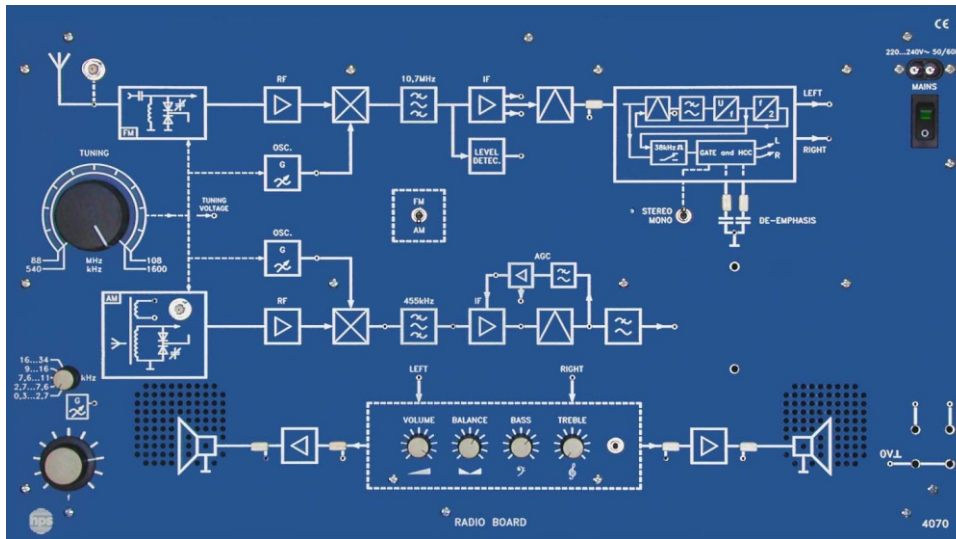 CE
220...240V~ 50/60
MAINS
RF
10,7MHz
IF
LEFT
FM
U
f
f
2
38kHz
GATE and HCC
L
R
RIGHT
LEVEL
DETEC.
OSC.
G
TUNING
TUNING
VOLTAGE
FM
AM
STEREO
MONO
DE-EMPHASIS
88
540
MHz
kHz
108
1600
OSC.
G
AGC
AM
RF
455kHz
IF
16...34
9...16
7,6...11
2,7...7,6
0,3...2,7
kHz
G
f
LEFT
RIGHT
VOLUME
BALANCE
BASS
TREBLE
0V
hps
RADIO BOARD
4070